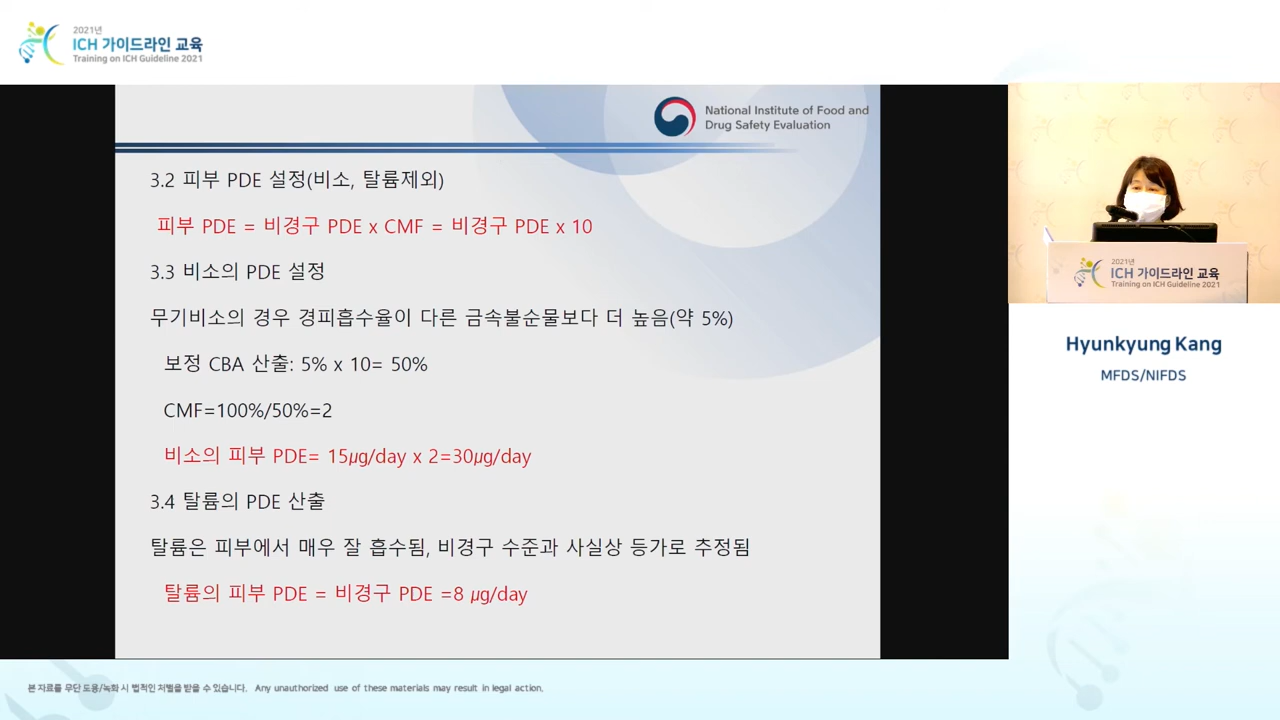 2021년
ICH 가이드라인 교육
Training on ICH Guideline 2021
National Institute of Food and
Drug Safety Evaluation
3.2 피부 PDE 설정(비소, 탈륨제외)
피부 PDE = 비경구 PDE x CMF = 비경구 PDE x 10
3.3 비소의 PDE 설정
무기비소의 경우 경피흡수율이 다른 금속불순물보다 더 높음(약 5%)
보정 CBA 산출: 5% x 10= 50%
CMF=100%/50%=2
비소의 피부 PDE= 15µg/day x 2=30µg/day
3.4 탈륨의 PDE 산출
탈륨은 피부에서 매우 잘 흡수됨, 비경구 수준과 사실상 등가로 추정됨
탈륨의 피부 PDE = 비경구 PDE =8 µg/day
2021년
ICH 가이드라인 교육
Training on ICH Guideline 2021
Hyunkyung Kang
MFDS/NIFDS
본 자료를 무단 도용/녹화 시 법적인 처벌을 받을 수 있습니다. Any unauthorized use of these materials may result in legal action.